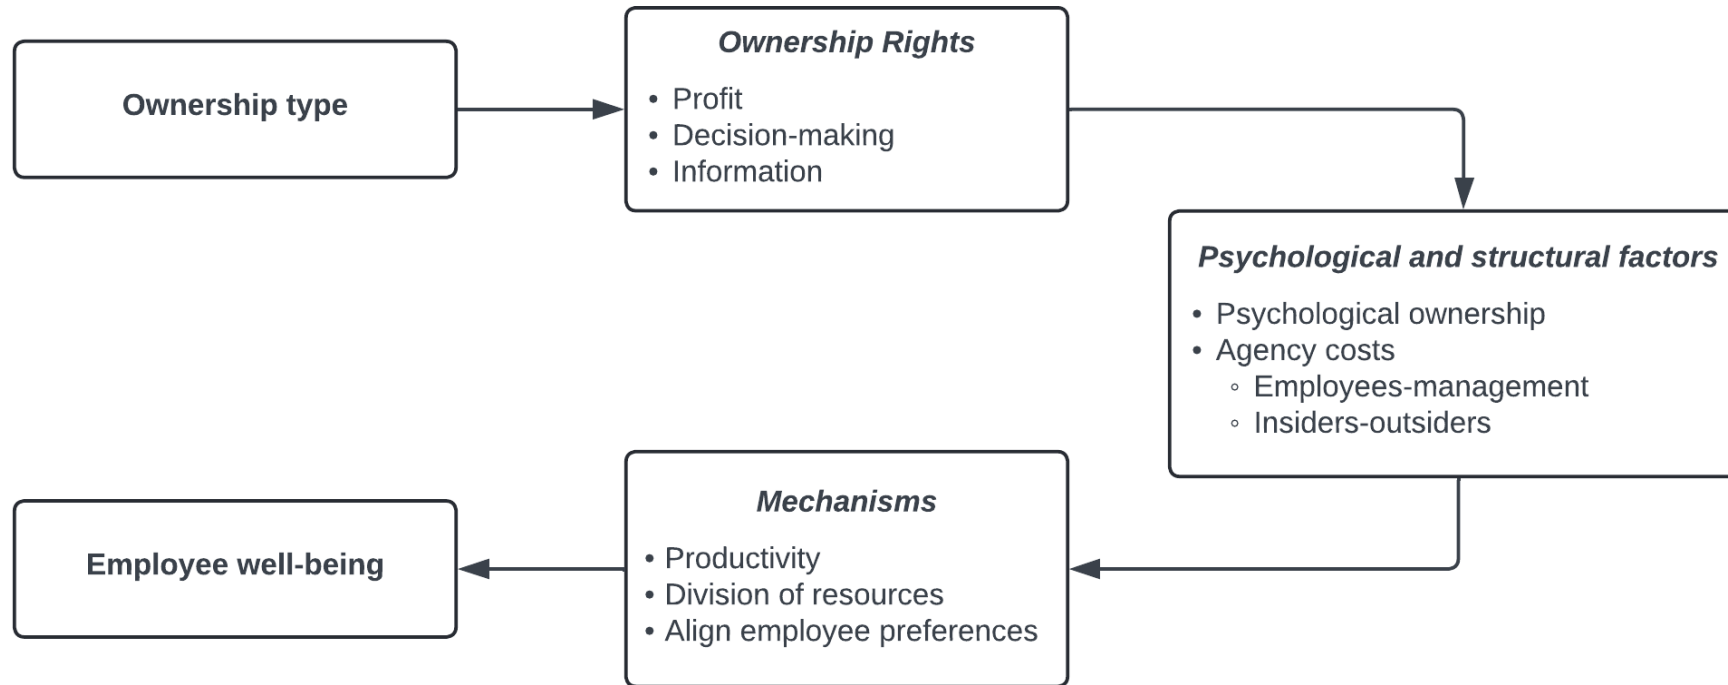 Ownership type
Ownership Rights
• Profit
• Decision-making
• Information
Psychological and structural factors
• Psychological ownership
• Agency costs
◦ Employees-management
◦ Insiders-outsiders
Mechanisms
• Productivity
• Division of resources
• Align employee preferences
Employee well-being